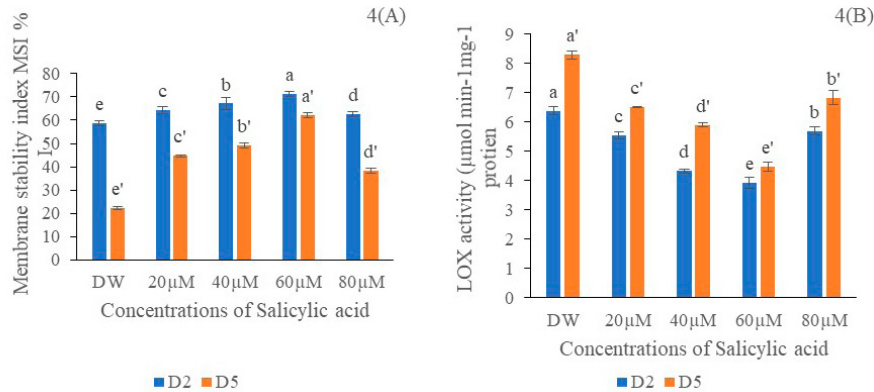 4(A)
Membrane stability index MSI %
80
70
60
50
40
30
20
10
0
e
e'
c
c'
b
b'
a
a'
d
d'
DW
20µM
40µM
60µM
80µM
Concentrations of Salicylic acid
D2
D5
4(B)
LOX activity (µmol min-1mg-1
protien
9
8
7
6
5
4
3
2
1
0
a
a'
c
c'
d
d'
e
e'
b
b'
DW
20µM
40µM
60µM
80µM
Concentrations of Salicylic acid
D2
D5